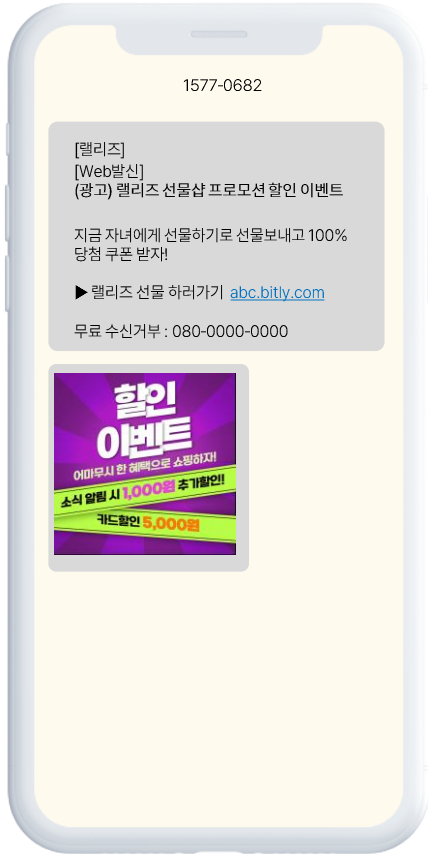 1577-0682
[랠리즈]
[Web발신]
(광고) 랠리즈 선물샵 프로모션 할인 이벤트
지금 자녀에게 선물하기로 선물보내고 100%
당첨 쿠폰 받자!
▶ 랠리즈 선물 하러가기 abc.bitly.com
무료 수신거부 : 080-0000-0000
할인
이벤트
어마무시 한 혜택으로 쇼핑하자!
소식 알림 시 1,000원 추가할인!
카드할인 5,000원